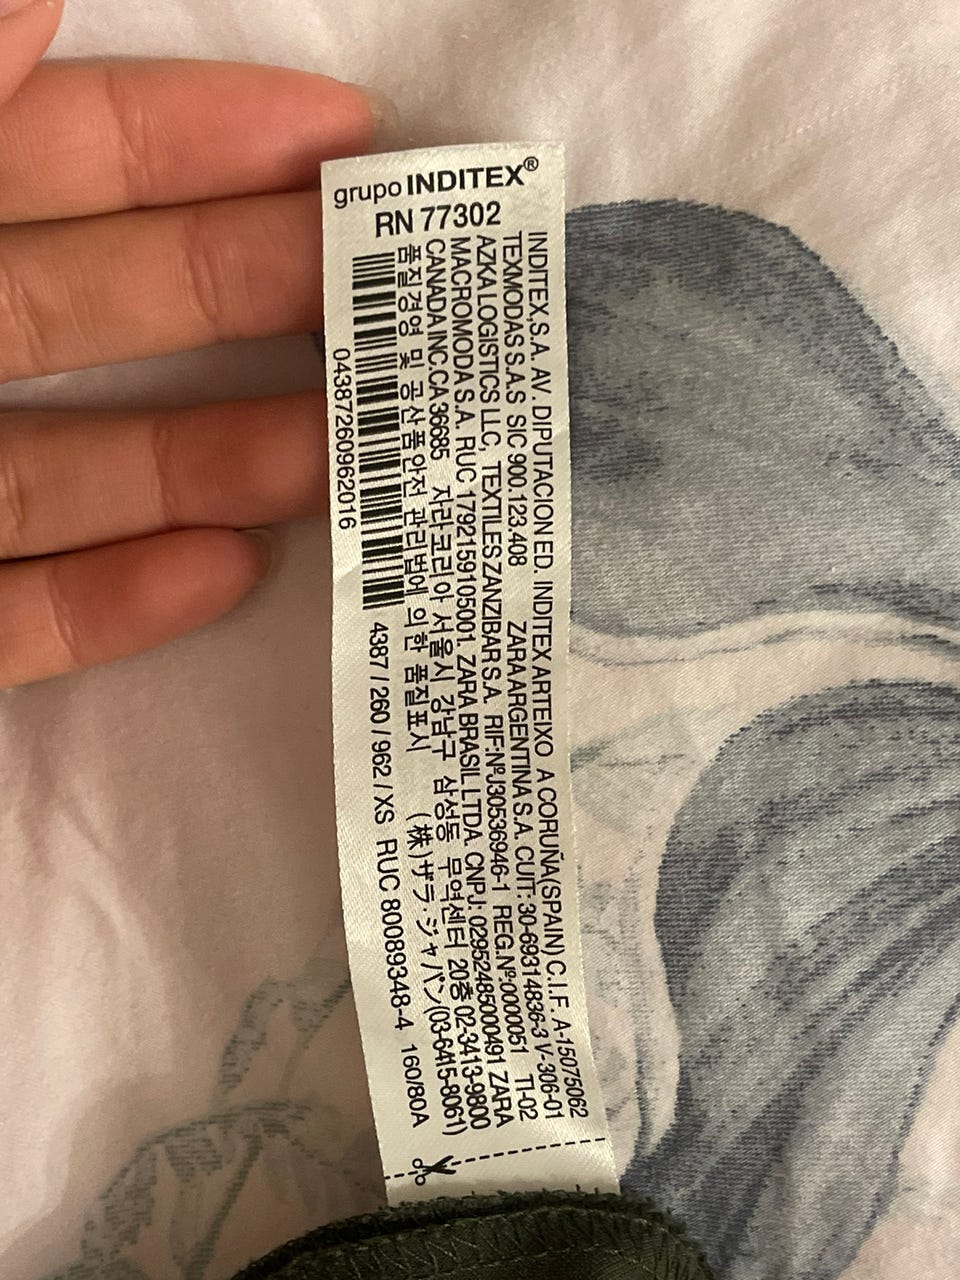 grupo INDITEX®
RN 77302
INDITEX,S.A. AV. DIPUTACION ED. INDITEX ARTEIXO A CORUÑA(SPAIN) C.I.F. A-15075062
TEXMODAS S.A.S SIC 900.123.408 ZARA ARGENTINA S.A. CUIT: 30-69314836-3 V-306-01
AZKA LOGISTICS LLC, TEXTILES ZANZIBAR S.A. RIF:NºJ30536946-1 REG.Nº:0000051 TI-02
MACROMODA S.A. RUC 1792159105001. ZARA BRASIL LTDA. CNPJ: 02952485000491 ZARA
CANADA INC.CA 36685 자라코리아 서울시 강남구 삼성동 무역센터 20층 02-3413-9800
품질경영 및 공산품안전 관리법에 의한 품질표시 (株)ザラ・ジャパン(03-6415-8061)
04387260962016
4387 / 260 / 962 / XS RUC 80089348-4 160/80A